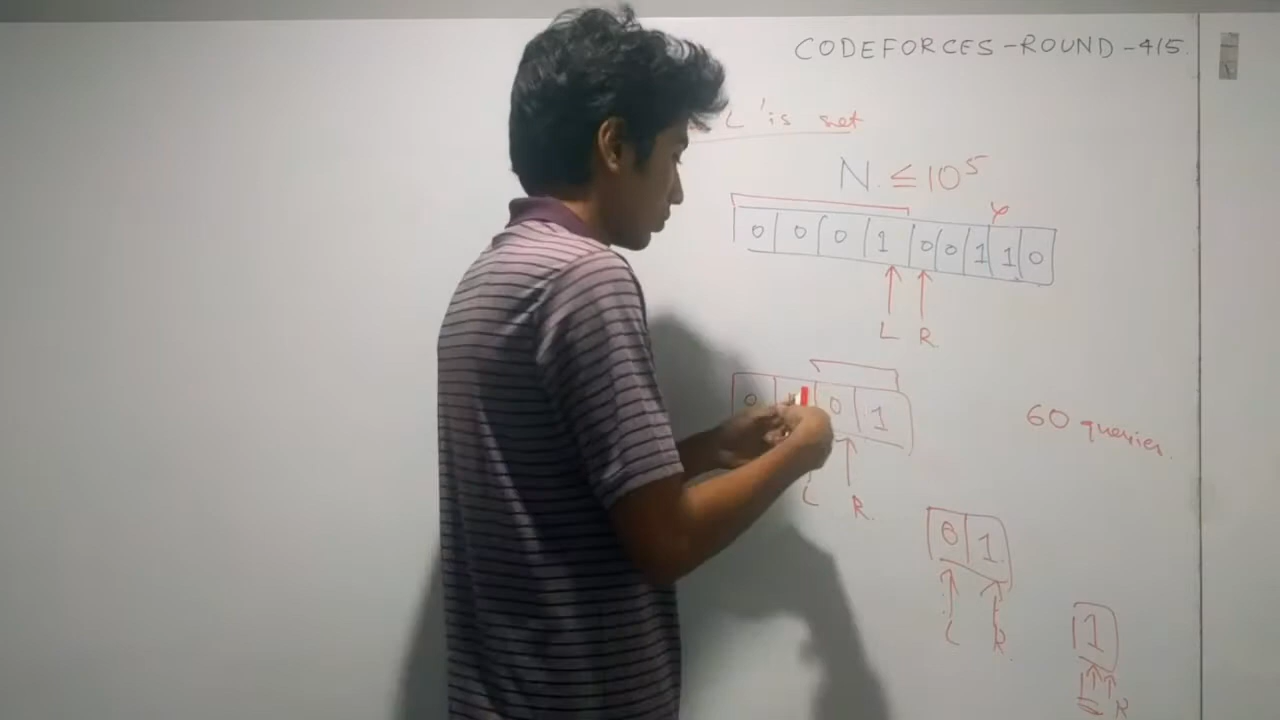 CODEFORCES-ROUND-415
L' is set
N ≤ 10^5
0 0 0 1 0 0 1 1 0
L R
0 0 1
60 queries
L R
0 1
L R
1
R